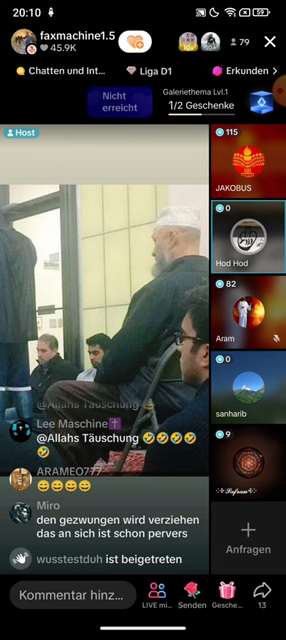 20:10
59
faxmachine1.5
45.9K
79
Chatten und Int...
Liga D1
Erkunden
Nicht erreicht
Galeriethema Lvl.1
1/2 Geschenke
Host
115
JAKOBUS
0
Hod Hod
82
Aram
0
sanharib
9
Safran
Anfragen
@Allahs Täuschung
Lee Maschine
@Allahs Täuschung 🤣🤣🤣🤣
🤣
ARAMEO777
😄😄😄😄
Miro
den gezwungen wird verziehen
das an sich ist schon pervers
wusstestduh ist beigetreten
Kommentar hinz...
LIVE mi...
Senden
Gesche...
13